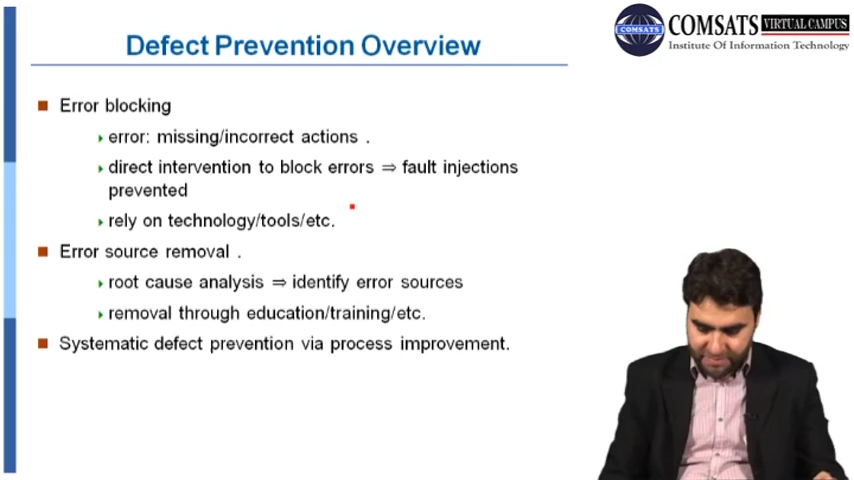 Defect Prevention Overview
COMSATS
COMSATS VIRTUAL CAMPUS
Institute Of Information Technology
Error blocking
error: missing/incorrect actions .
direct intervention to block errors ⇒ fault injections
prevented
rely on technology/tools/etc.
Error source removal .
root cause analysis ⇒ identify error sources
removal through education/training/etc.
Systematic defect prevention via process improvement.